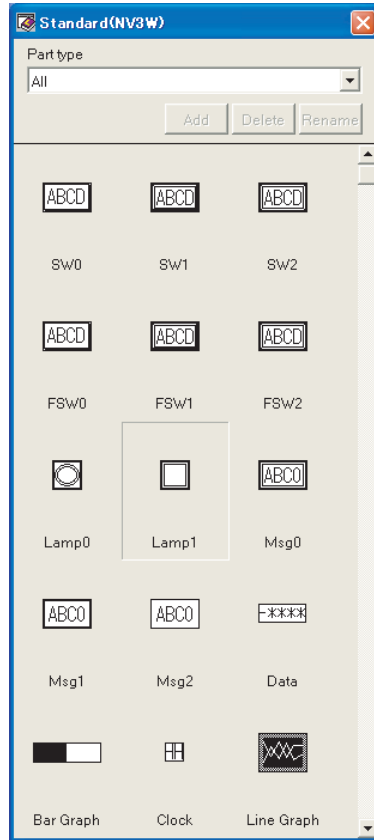 Standard(NV3W)
Part type
All
Add Delete Rename
ABCD ABCD ABCD
SW0 SW1 SW2
ABCD ABCD ABCD
FSW0 FSW1 FSW2
ABC0
Lamp0 Lamp1 Msg0
ABC0 ABC0 -****
Msg1 Msg2 Data
Bar Graph Clock Line Graph